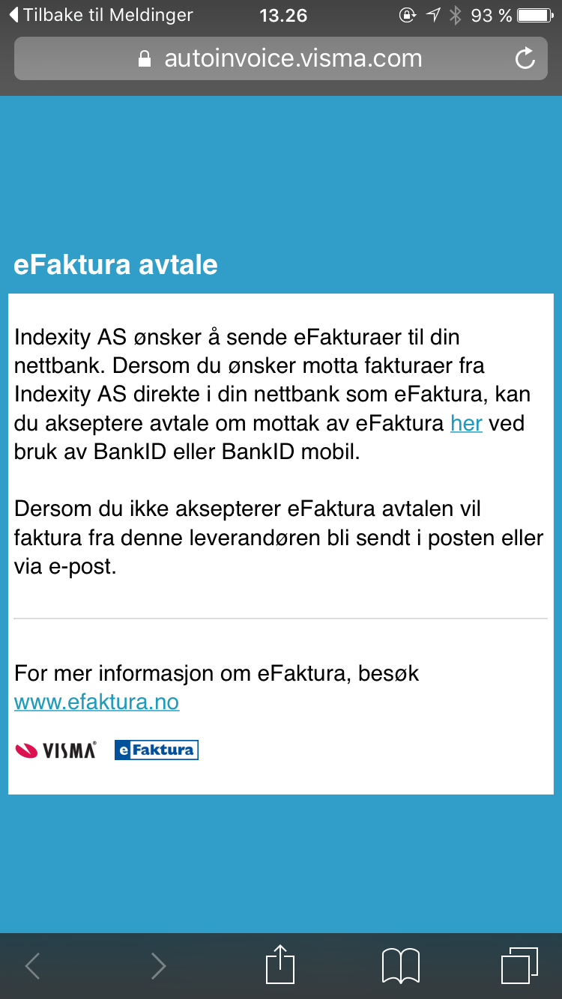 Tilbake til Meldinger 13.26 93 %
autoinvoice.visma.com
eFaktura avtale
Indexity AS ønsker å sende eFakturaer til din
nettbank. Dersom du ønsker motta fakturaer fra
Indexity AS direkte i din nettbank som eFaktura, kan
du akseptere avtale om mottak av eFaktura her ved
bruk av BankID eller BankID mobil.
Dersom du ikke aksepterer eFaktura avtalen vil
faktura fra denne leverandøren bli sendt i posten eller
via e-post.
For mer informasjon om eFaktura, besøk
www.efaktura.no
VISMA® eFaktura